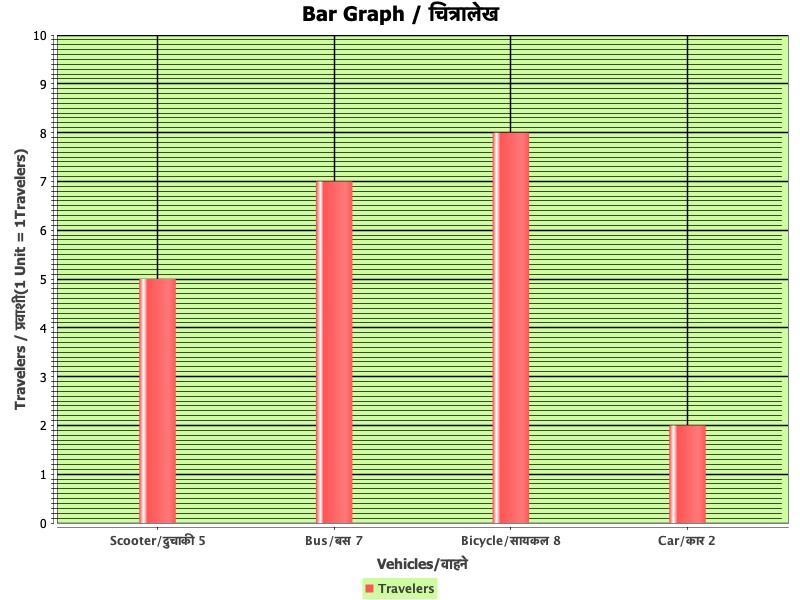 Bar Graph / चित्रालेख
Travelers / प्रवाशी(1 Unit = 1Travelers)
10
9
8
7
6
5
4
3
2
1
0
Scooter/दुचाकी 5
Bus/बस 7
Bicycle/सायकल 8
Car/कार 2
Vehicles/वाहने
Travelers